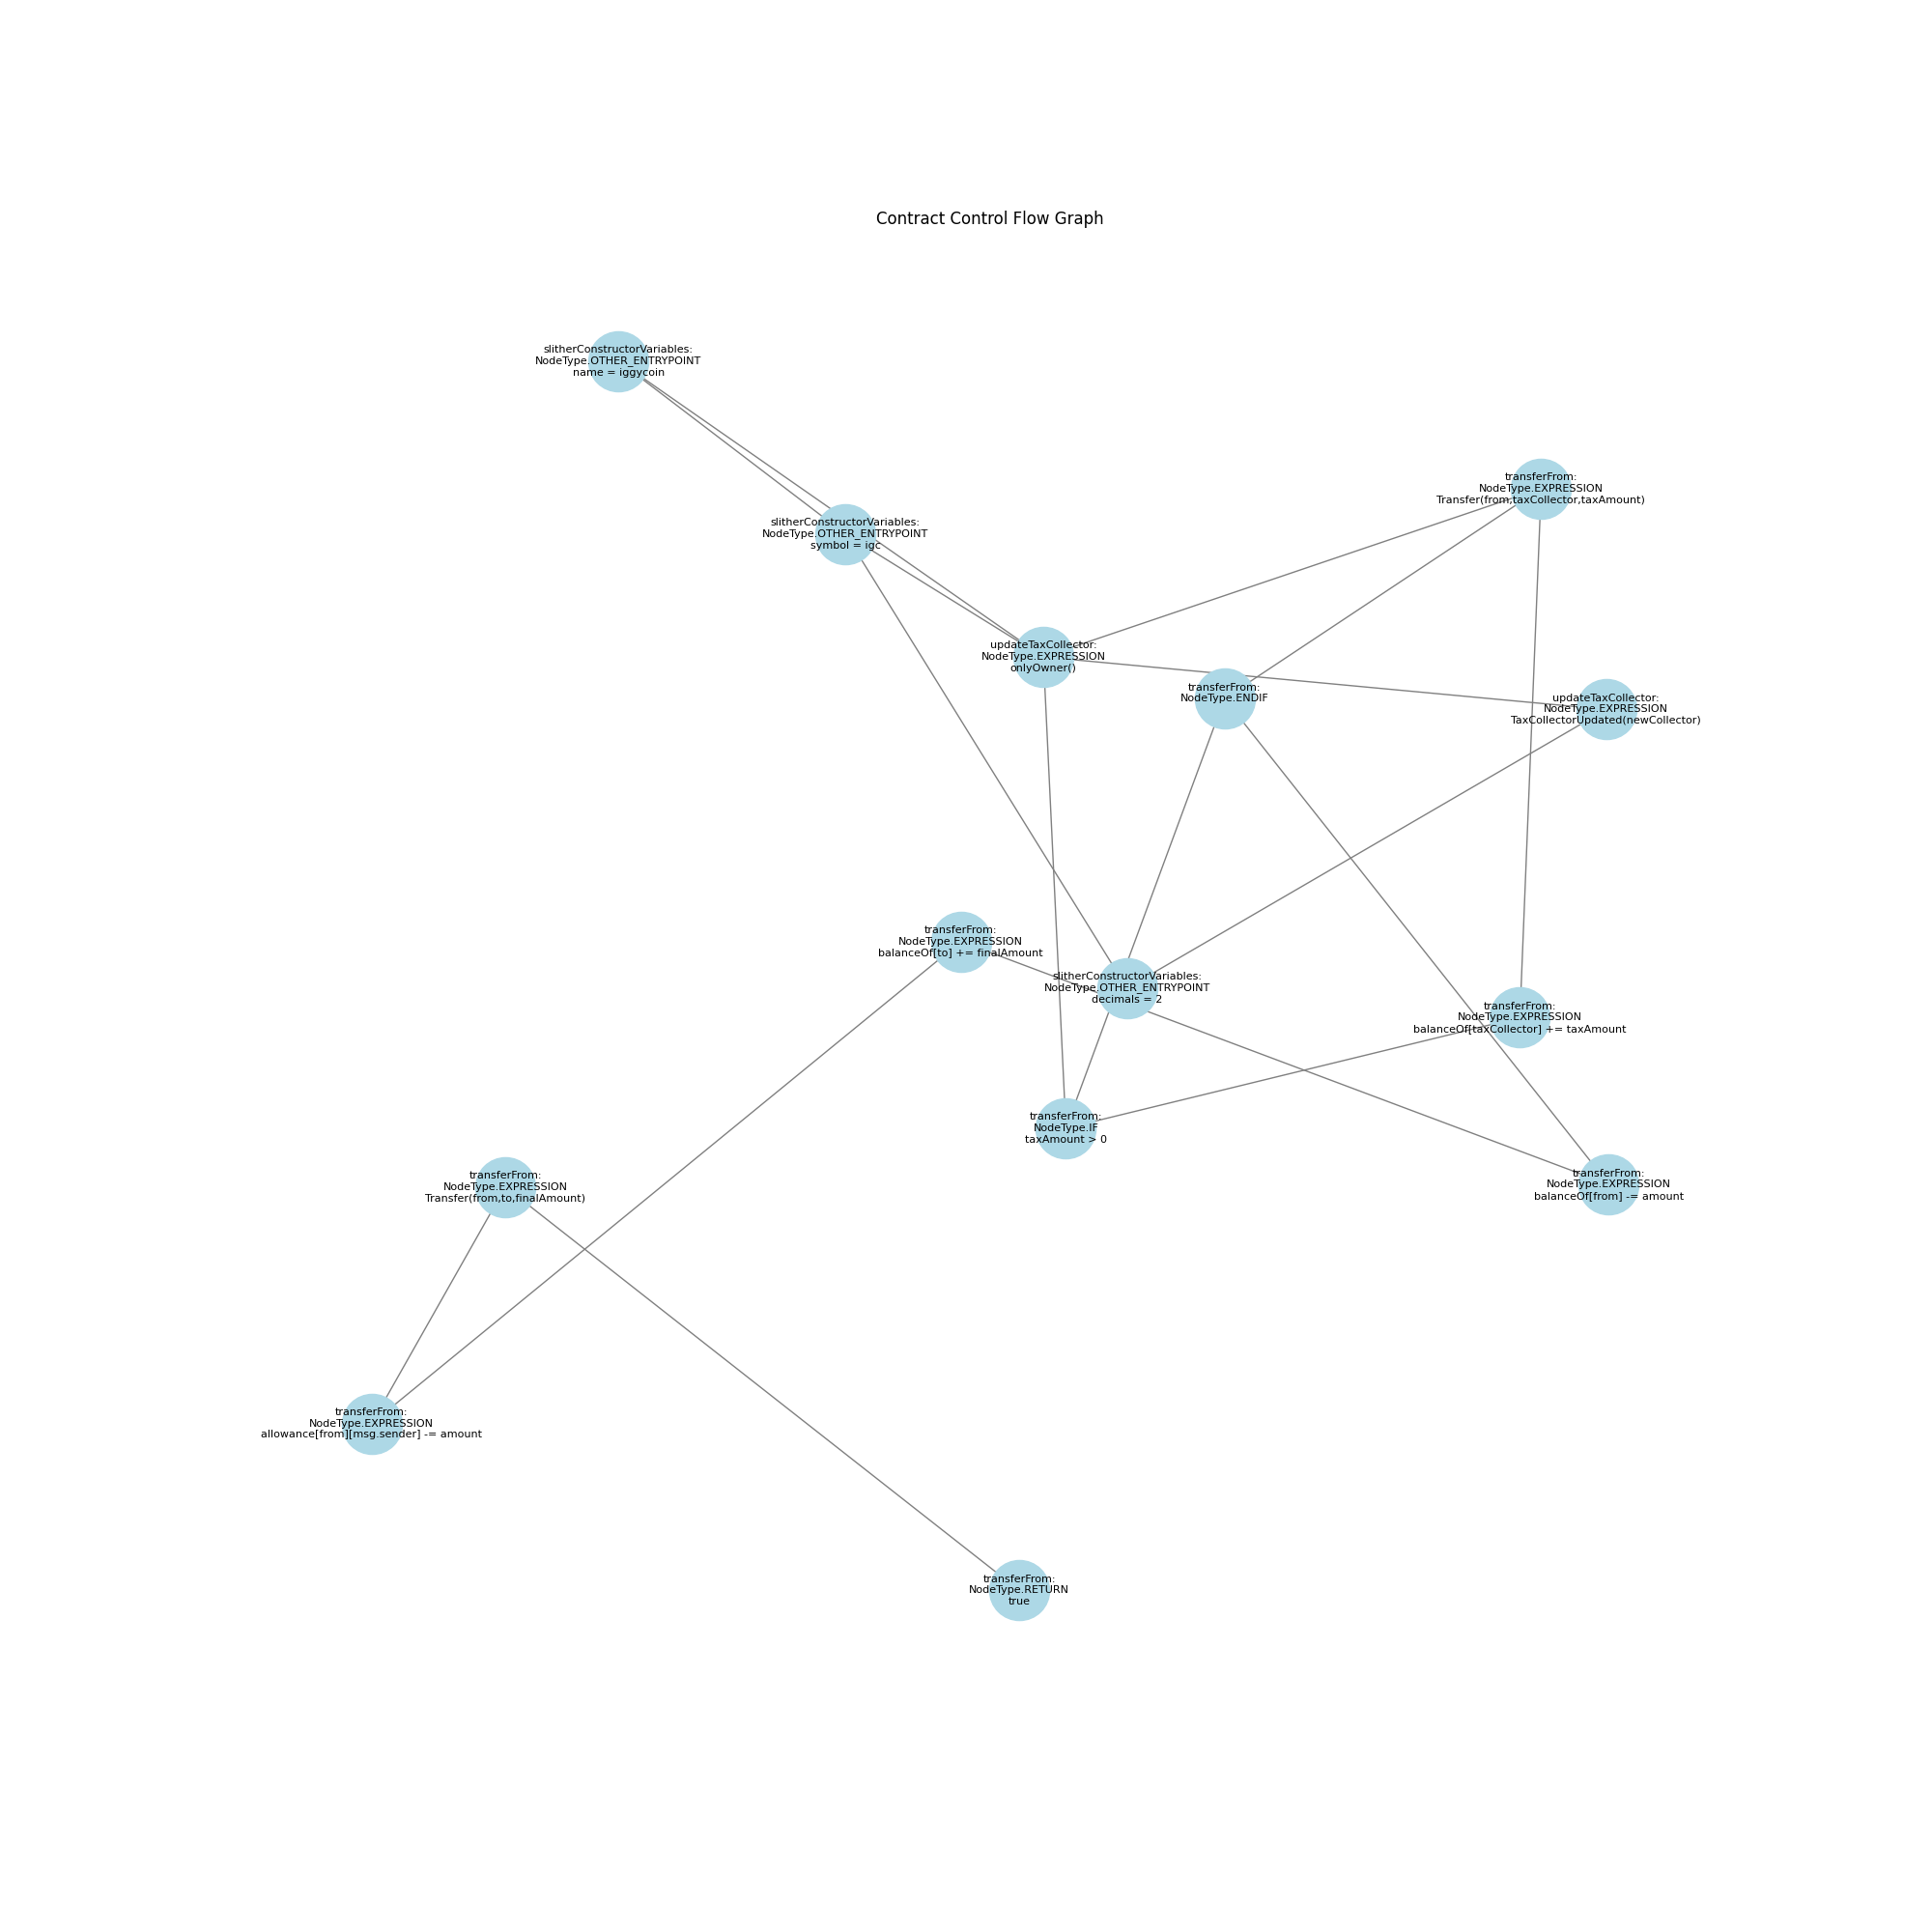 Contract Control Flow Graph
slitherConstructorVariables:
NodeType.OTHER_ENTRYPOINT
name = iggycoin
transferFrom:
NodeType.EXPRESSION
Transfer(from,taxCollector,taxAmount)
slitherConstructorVariables:
NodeType.OTHER_ENTRYPOINT
symbol = igc
updateTaxCollector:
NodeType.EXPRESSION
onlyOwner()
transferFrom:
NodeType.ENDIF
updateTaxCollector:
NodeType.EXPRESSION
TaxCollectorUpdated(newCollector)
transferFrom:
NodeType.EXPRESSION
balanceOf[to] += finalAmount
slitherConstructorVariables:
NodeType.OTHER_ENTRYPOINT
decimals = 2
transferFrom:
NodeType.EXPRESSION
balanceOf[taxCollector] += taxAmount
transferFrom:
NodeType.IF
taxAmount > 0
transferFrom:
NodeType.EXPRESSION
Transfer(from,to,finalAmount)
transferFrom:
NodeType.EXPRESSION
balanceOf[from] -= amount
transferFrom:
NodeType.EXPRESSION
allowance[from][msg.sender] -= amount
transferFrom:
NodeType.RETURN
true